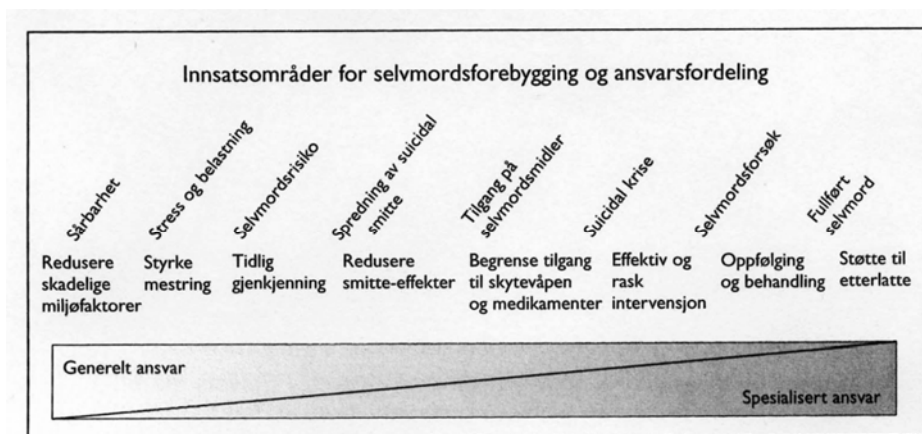 Innsatsområder for selvmordsforebygging og ansvarsfordeling
Sårbarhet
Stress og belastning
Selvmordsrisiko
Spredning av suicidal
smitte
Tilgang på
selvmordsmidler
Suicidal krise
Selvmordsforsøk
Fullført
selvmord
Redusere
skadelige
miljøfaktorer
Styrke
mestring
Tidlig
gjenkjenning
Redusere
smitte-effekter
Begrense tilgang
til skytevåpen
og medikamenter
Effektiv og
rask
intervensjon
Oppfølging
og behandling
Støtte til
etterlatte
Generelt ansvar
Spesialisert ansvar